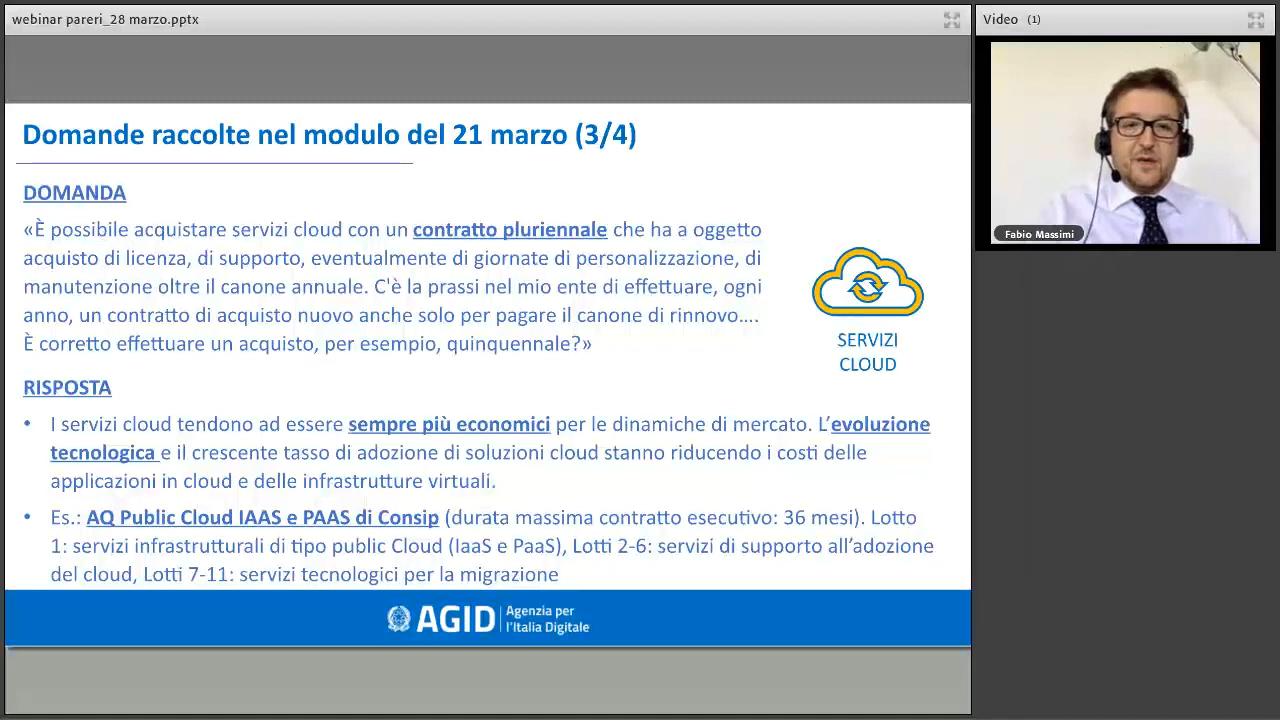 webinar pareri_28 marzo.pptx
Video (1)
Fabio Massimi
Domande raccolte nel modulo del 21 marzo (3/4)
DOMANDA
«È possibile acquistare servizi cloud con un contratto pluriennale che ha a oggetto
acquisto di licenza, di supporto, eventualmente di giornate di personalizzazione, di
manutenzione oltre il canone annuale. C'è la prassi nel mio ente di effettuare, ogni
anno, un contratto di acquisto nuovo anche solo per pagare il canone di rinnovo....
È corretto effettuare un acquisto, per esempio, quinquennale?»
SERVIZI
CLOUD
RISPOSTA
• I servizi cloud tendono ad essere sempre più economici per le dinamiche di mercato. L'evoluzione
tecnologica e il crescente tasso di adozione di soluzioni cloud stanno riducendo i costi delle
applicazioni in cloud e delle infrastrutture virtuali.
• Es.: AQ Public Cloud IAAS e PAAS di Consip (durata massima contratto esecutivo: 36 mesi). Lotto
1: servizi infrastrutturali di tipo public Cloud (IaaS e PaaS), Lotti 2-6: servizi di supporto all'adozione
del cloud, Lotti 7-11: servizi tecnologici per la migrazione
AGID
Agenzia per
l'Italia Digitale